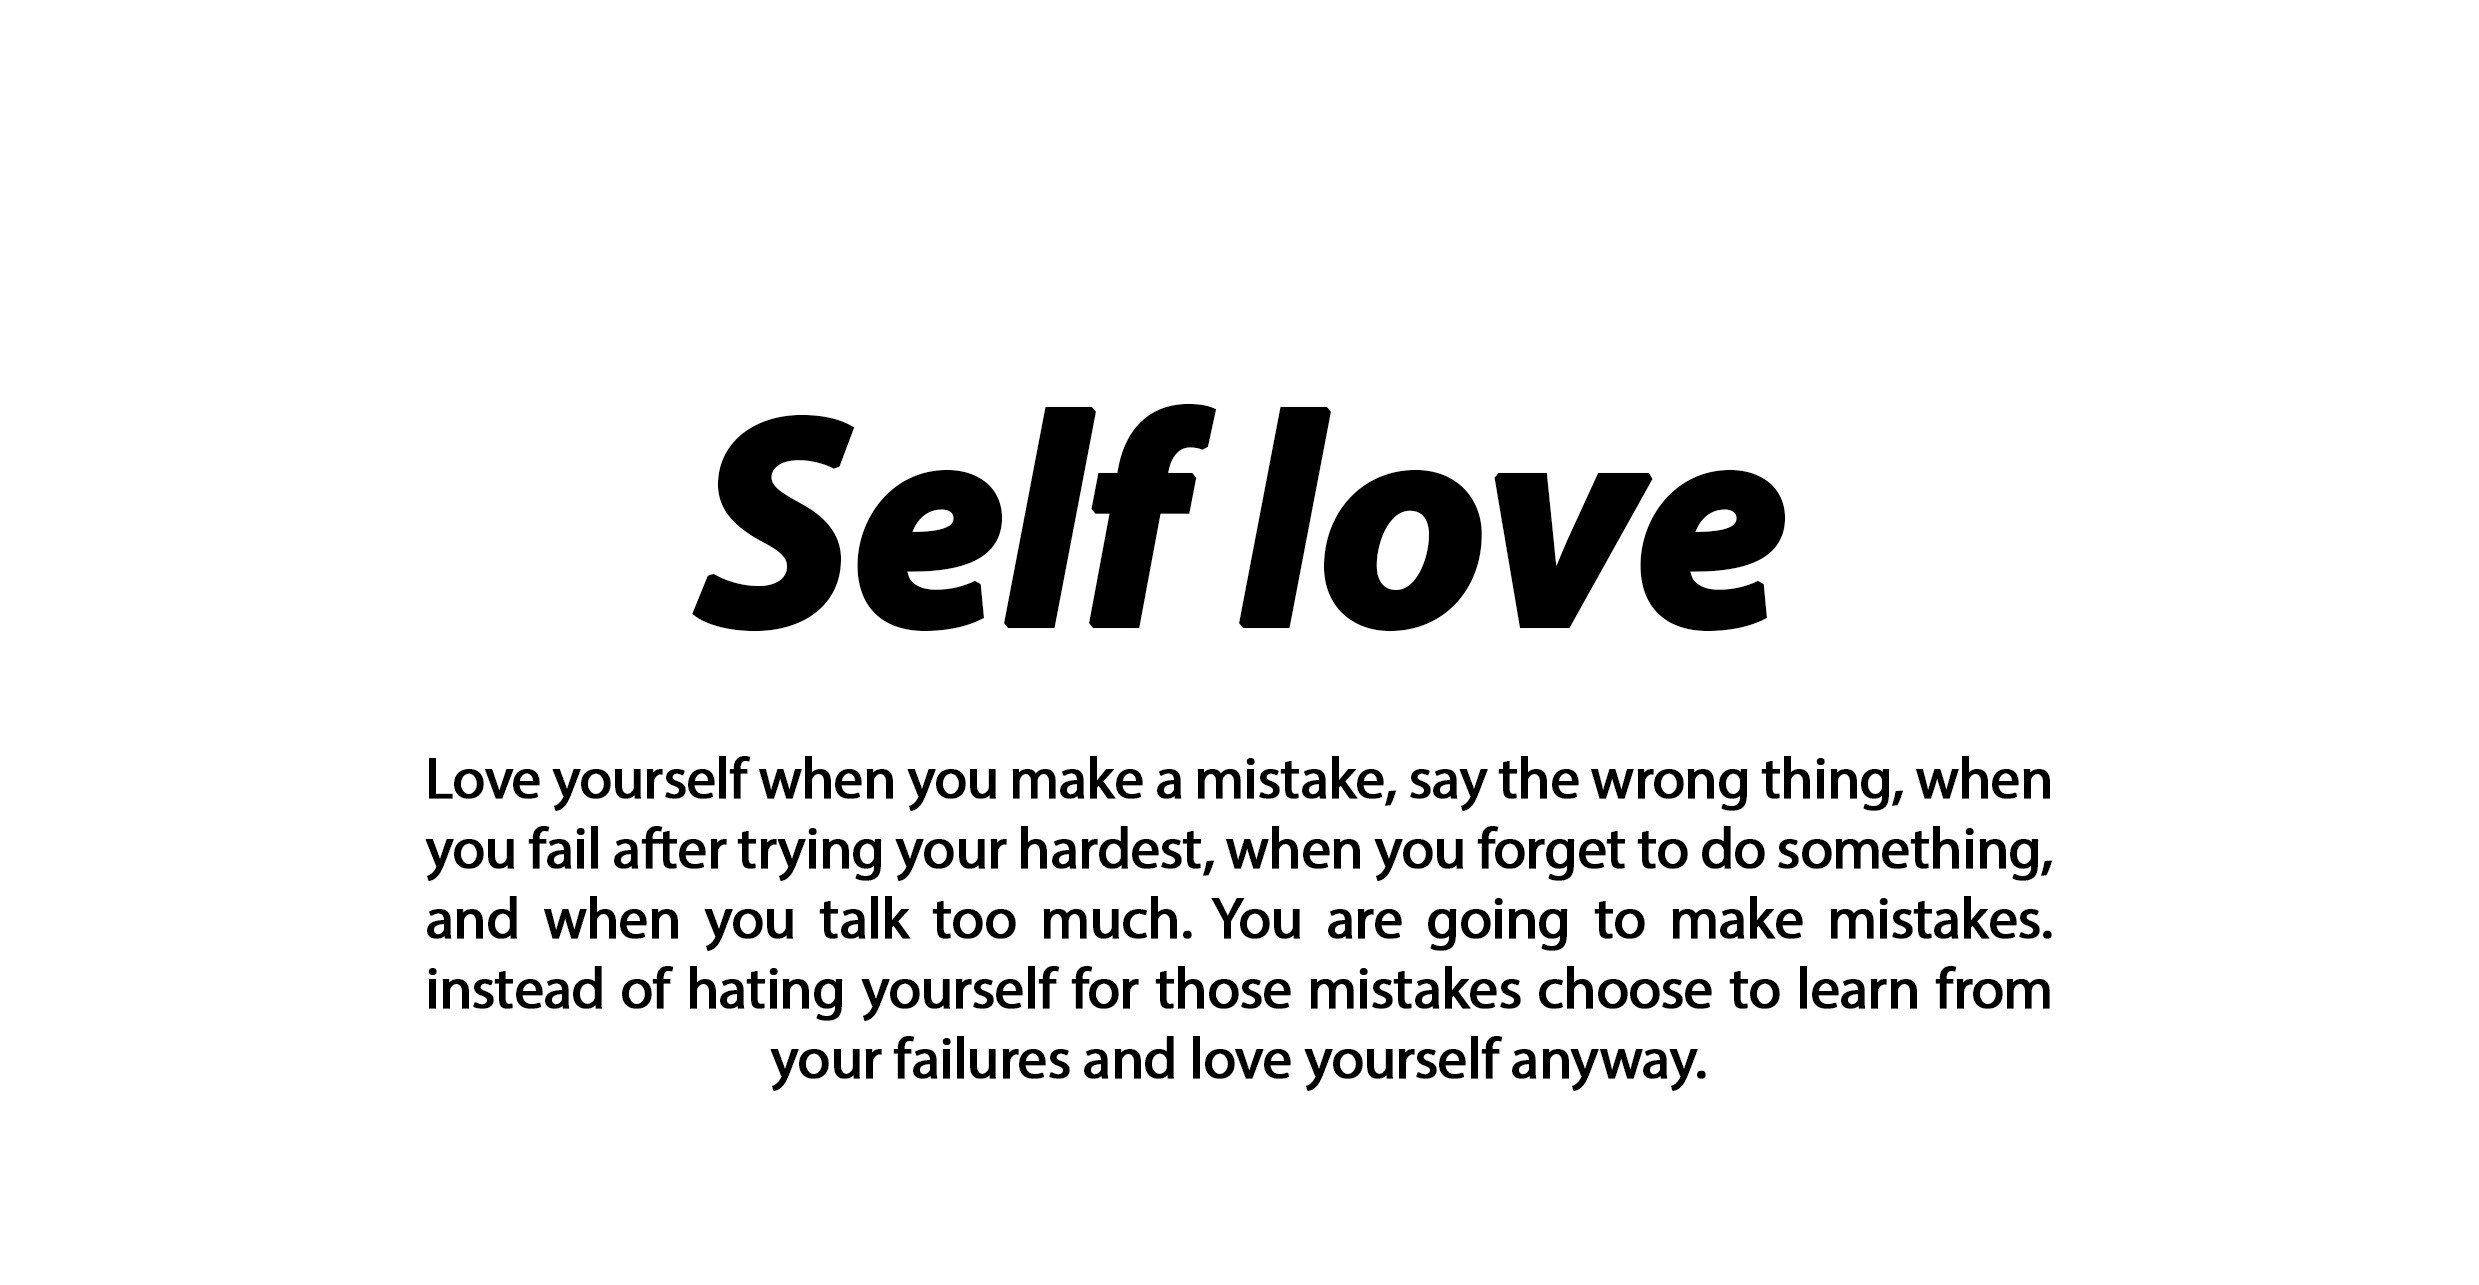 Self love
Love yourself when you make a mistake, say the wrong thing, when
you fail after trying your hardest, when you forget to do something,
and when you talk too much. You are going to make mistakes.
instead of hating yourself for those mistakes choose to learn from
your failures and love yourself anyway.